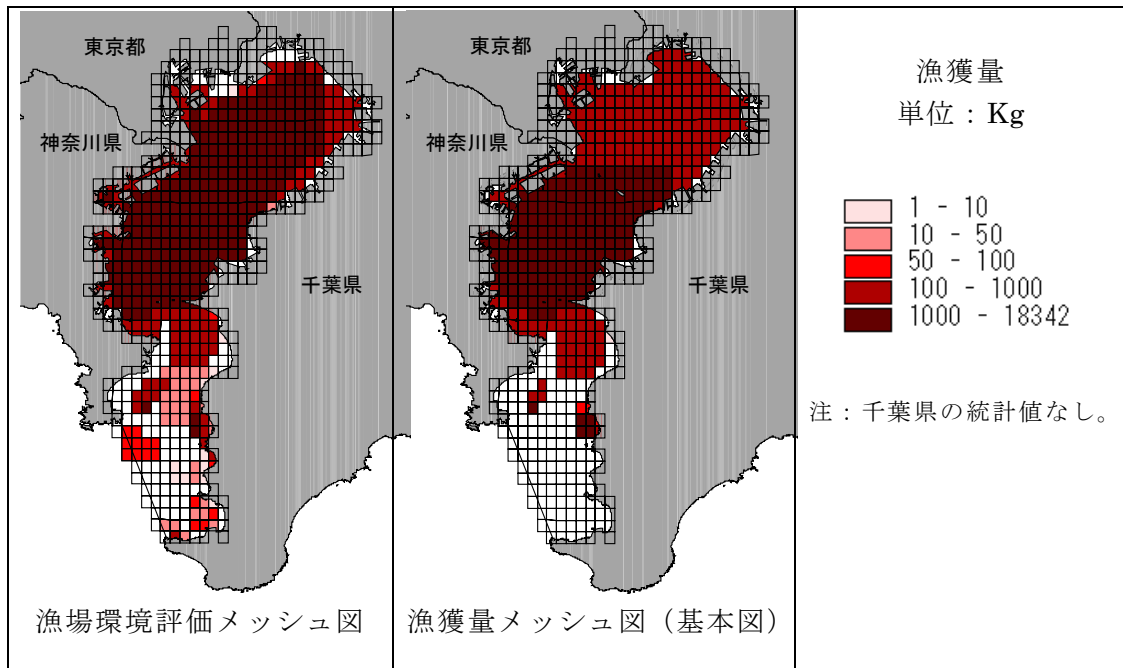 東京都
神奈川県
千葉県
漁場環境評価メッシュ図
東京都
神奈川県
千葉県
漁獲量メッシュ図（基本図）
漁獲量
単位：Kg
1 - 10
10 - 50
50 - 100
100 - 1000
1000 - 18342
注：千葉県の統計値なし。